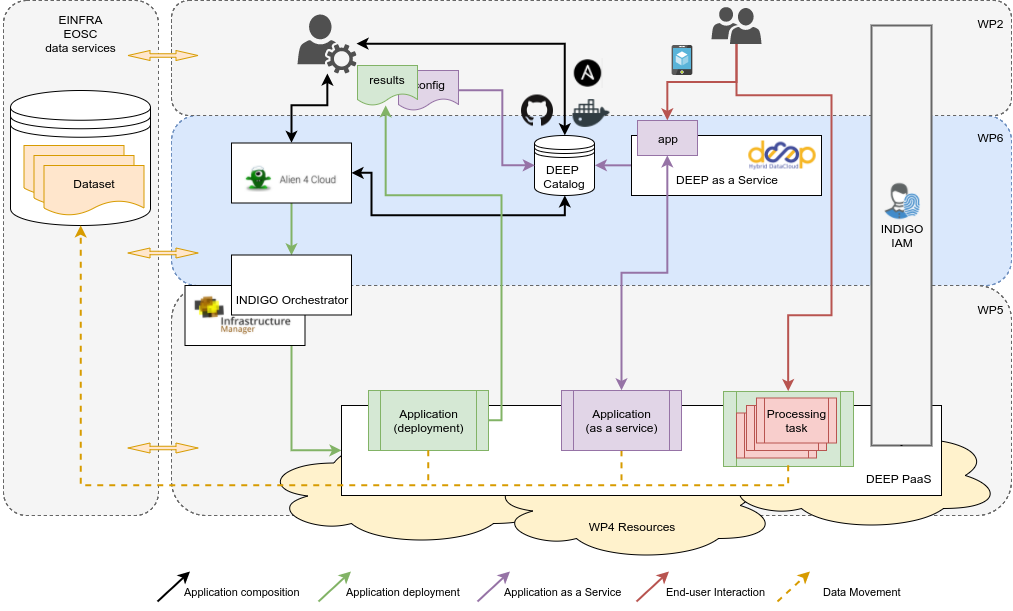 EINFRA
EOSC
data services
WP2
results
config
Dataset
WP6
app
DEEP
Catalog
deep
Hybrid DataCloud
DEEP as a Service
Alien 4 Cloud
INDIGO
IAM
INDIGO Orchestrator
Infrastructure
Manager
WP5
Application
(deployment)
Application
(as a service)
Processing
task
DEEP PaaS
WP4 Resources
Application composition
Application deployment
Application as a Service
End-user Interaction
Data Movement